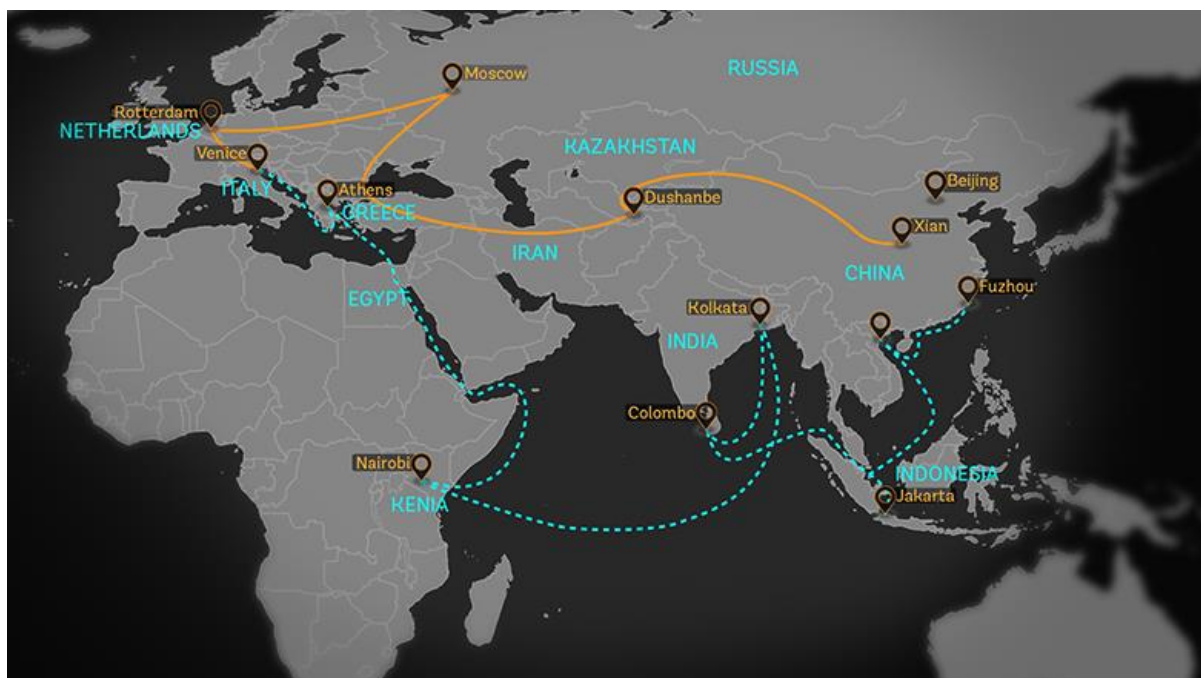 Moscow
RUSSIA
Rotterdam
NETHERLANDS
KAZAKHSTAN
Venice
ITALY
Athens
GREECE
Dushanbe
Beijing
Xian
IRAN
CHINA
EGYPT
Fuzhou
Kolkata
INDIA
Colombo
Nairobi
KENIA
INDONESIA
Jakarta